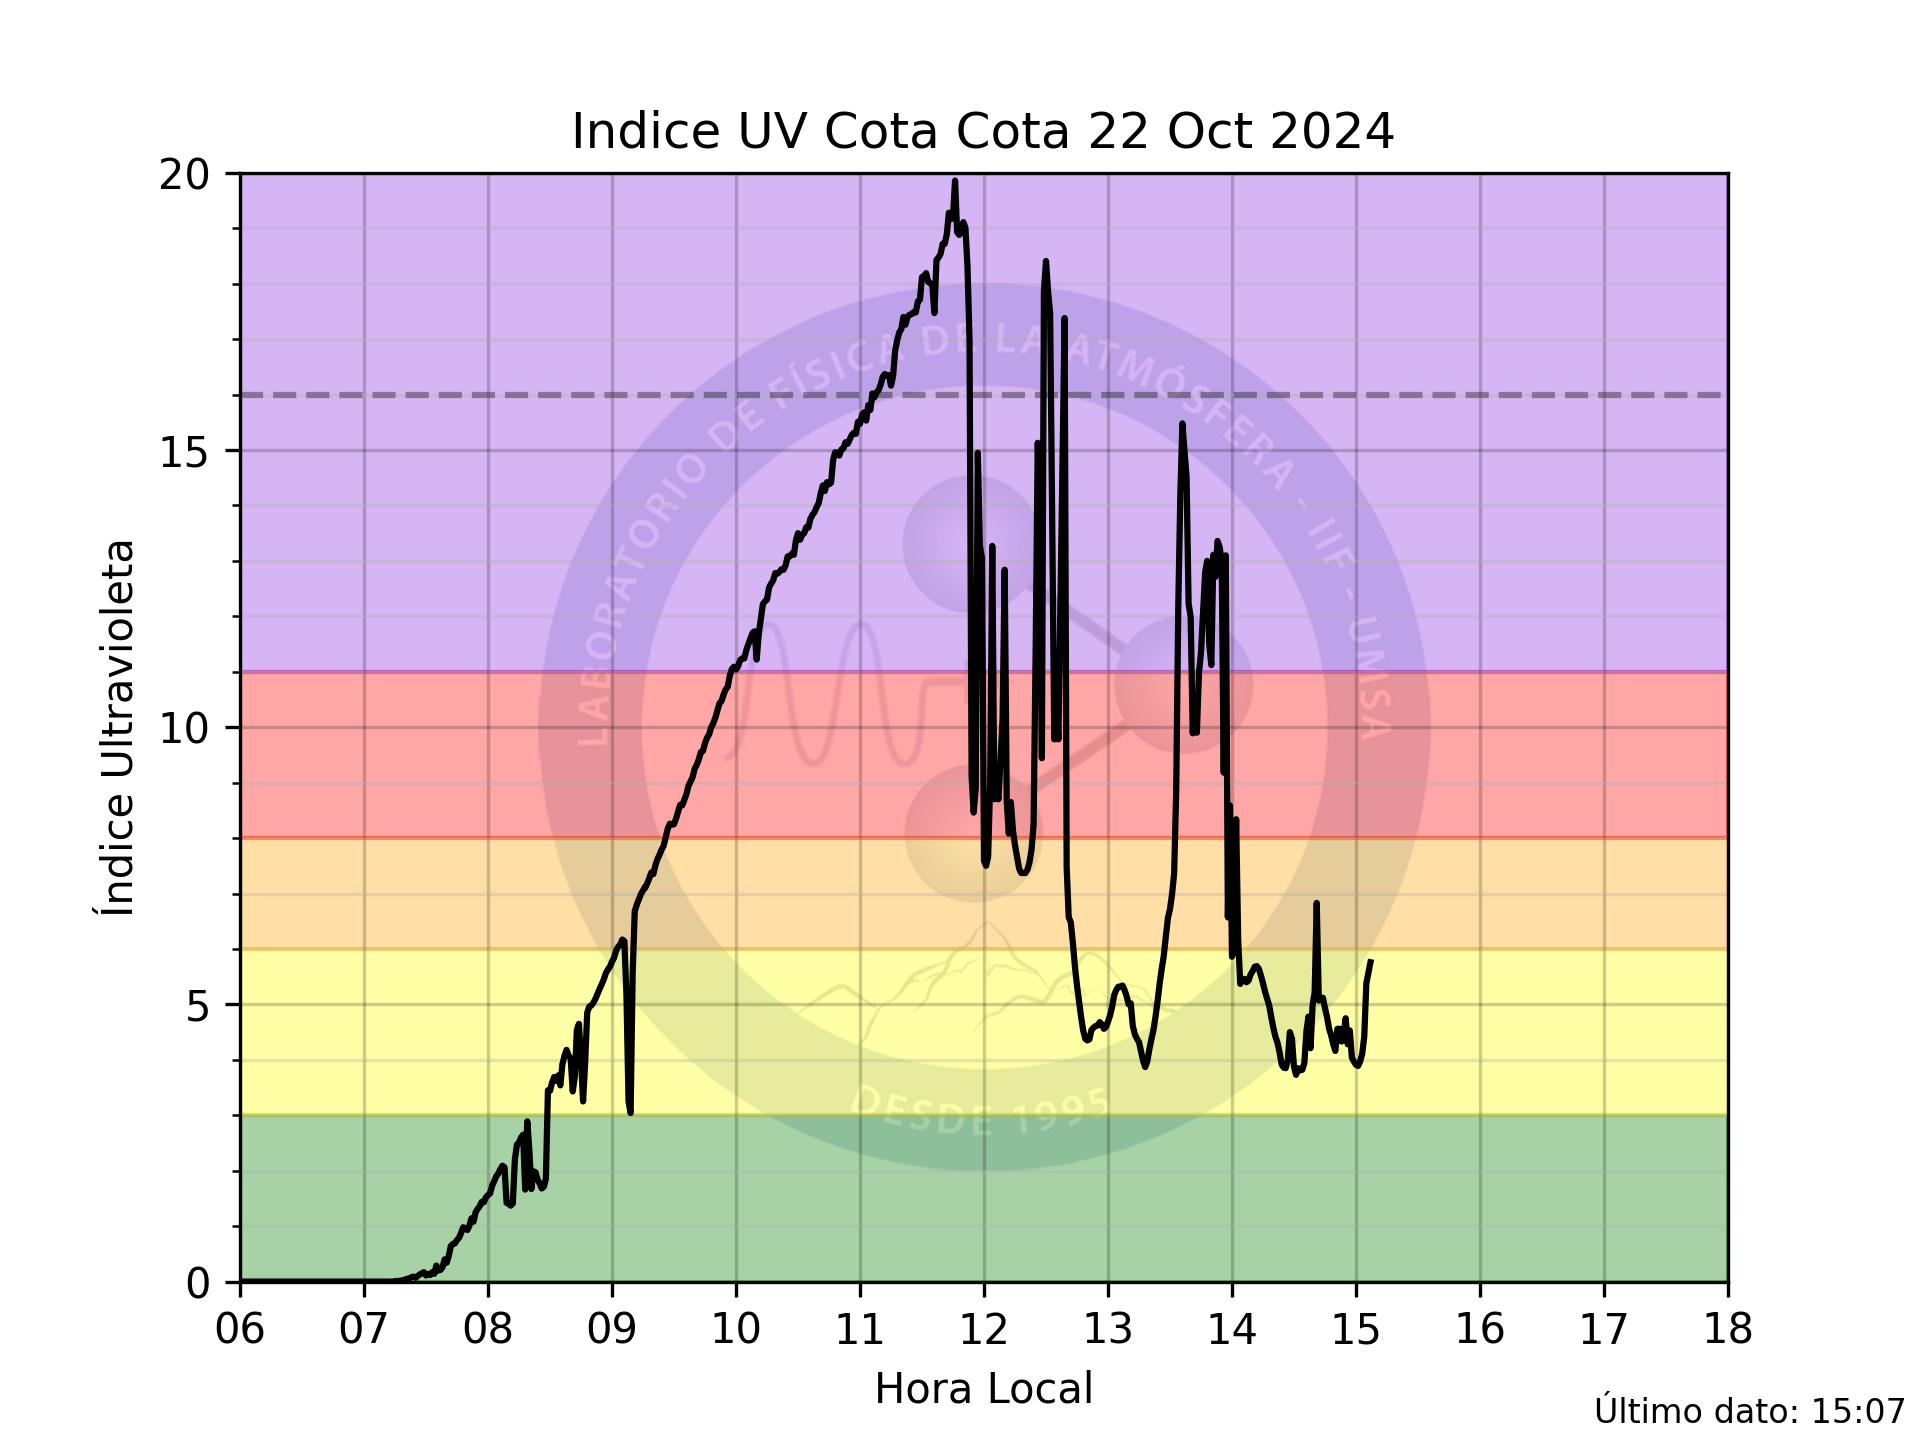 Indice UV Cota Cota 22 Oct 2024
20
15
10
5
0
Índice Ultravioleta
LABORATORIO DE FÍSICA DE LA ATMÓSFERA - IIF - UMSA
DESDE 1995
06 07 08 09 10 11 12 13 14 15 16 17 18
Hora Local
Último dato: 15:07